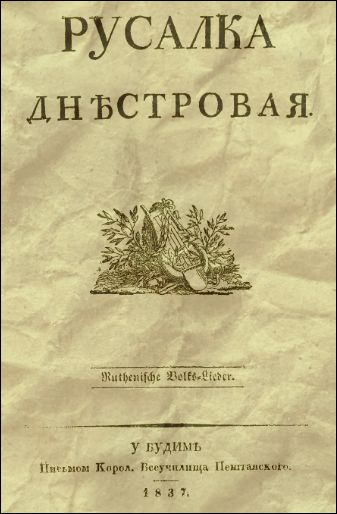 РУСАЛКА
ДНѢСТРОВАЯ.
Ruthenische Volks-Lieder.
У БУДИМѢ
Письмом Корол. Всеучилища Пештанского.
1837.